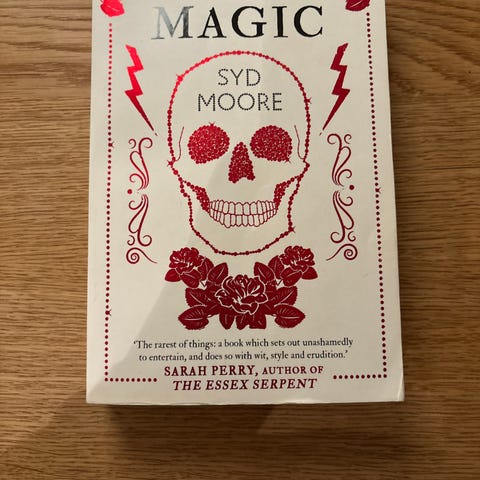 MAGIC
SYD
MOORE
‘The rarest of things: a book which sets out unashamedly
to entertain, and does so with wit, style and erudition.’
SARAH PERRY, AUTHOR OF
THE ESSEX SERPENT